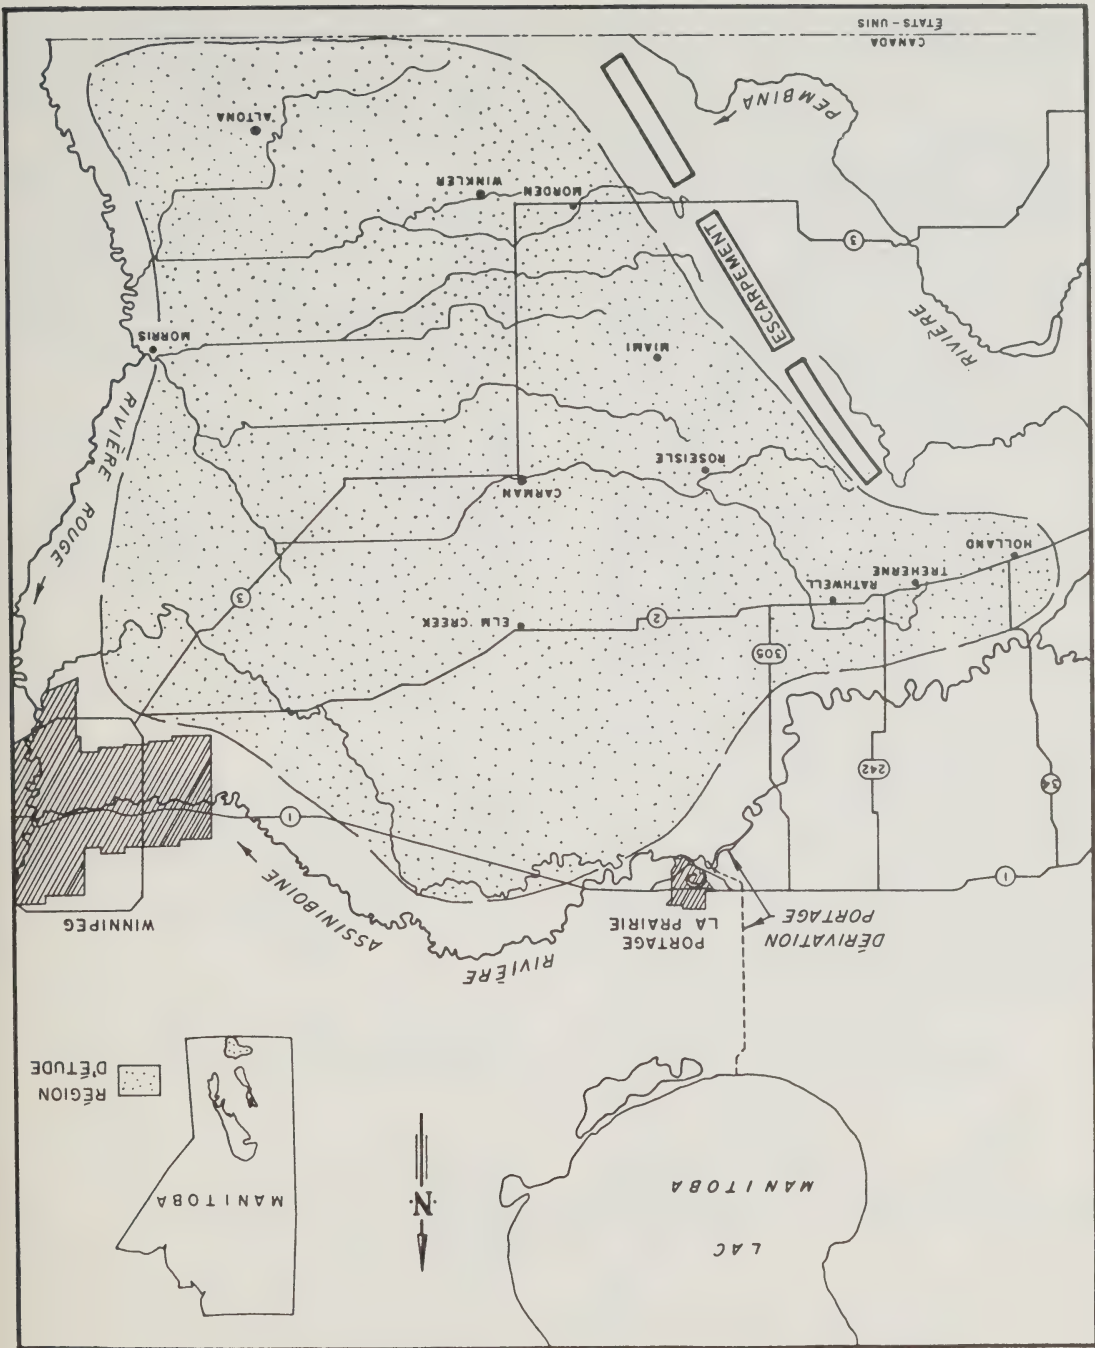 LAC
MANITOBA
N
MANITOBA
RÉGION
D'ÉTUDE
DÉRIVATION
PORTAGE
PORTAGE
LA PRAIRIE
RIVIÈRE
ASSINIBOINE
WINNIPEG
1
1
34
242
305
2
3
ELM CREEK
HOLLAND
TREHERNE
RATHWELL
ROSEISLE
CARMAN
RIVIÈRE ROUGE
MIAMI
MORRIS
ESCARPEMENT
RIVIÈRE
PEMBINA
3
MORDEN
WINKLER
ALTONA
CANADA
ÉTATS-UNIS